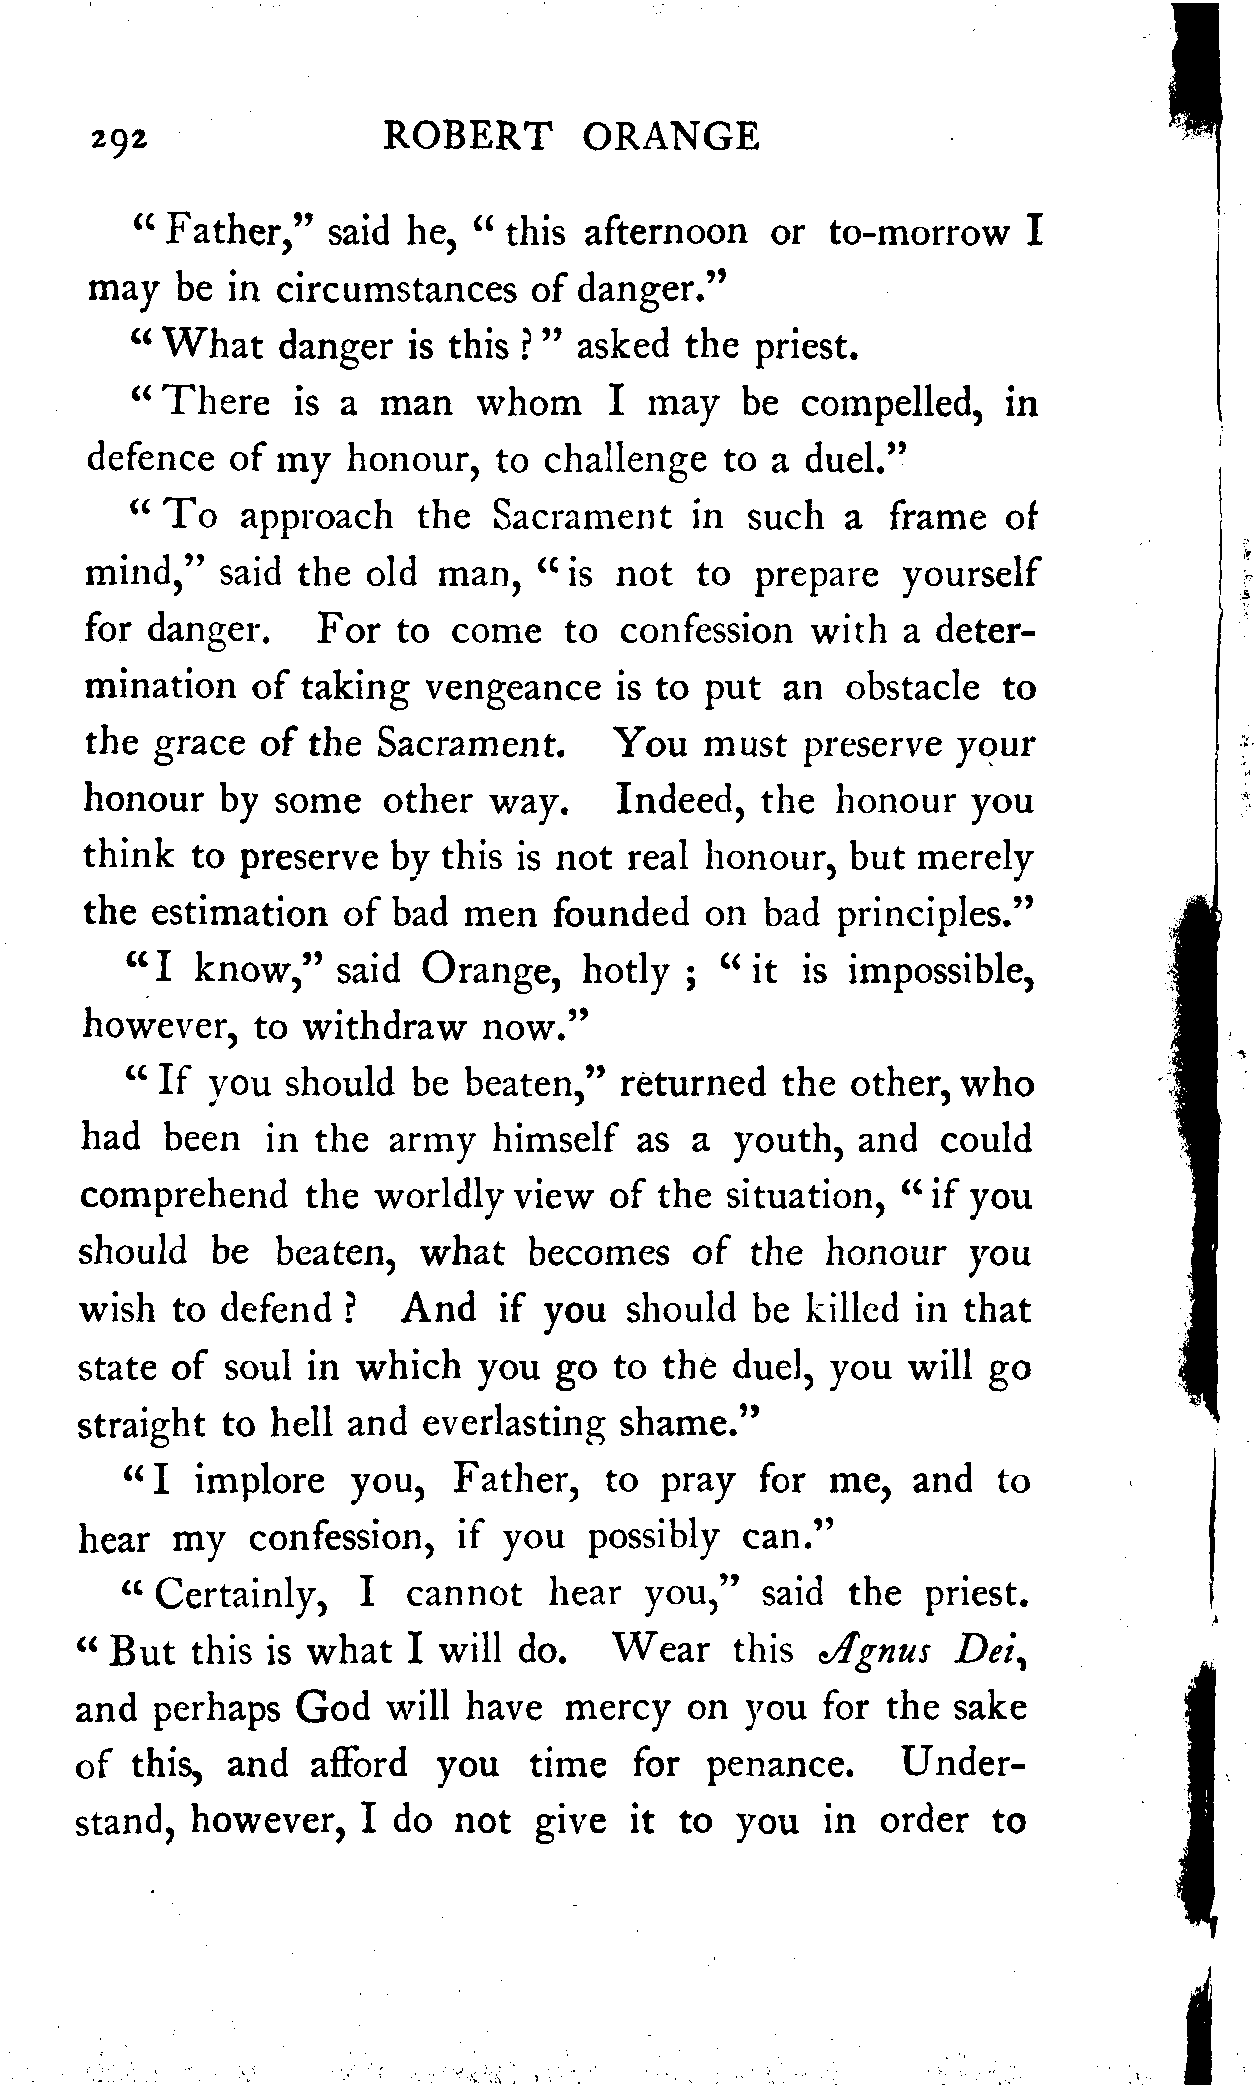 292 ROBERT ORANGE
“ Father,” said he, “ this afternoon or to-morrow I
may be in circumstances of danger.”
“ What danger is this ? ” asked the priest.
“ There is a man whom I may be compelled, in
defence of my honour, to challenge to a duel.”
“ To approach the Sacrament in such a frame of
mind,” said the old man, “ is not to prepare yourself
for danger. For to come to confession with a deter-
mination of taking vengeance is to put an obstacle to
the grace of the Sacrament. You must preserve your
honour by some other way. Indeed, the honour you
think to preserve by this is not real honour, but merely
the estimation of bad men founded on bad principles.”
“ I know,” said Orange, hotly ; “ it is impossible,
however, to withdraw now.”
“ If you should be beaten,” returned the other, who
had been in the army himself as a youth, and could
comprehend the worldly view of the situation, “ if you
should be beaten, what becomes of the honour you
wish to defend ? And if you should be killed in that
state of soul in which you go to the duel, you will go
straight to hell and everlasting shame.”
“ I implore you, Father, to pray for me, and to
hear my confession, if you possibly can.”
“ Certainly, I cannot hear you,” said the priest.
“ But this is what I will do. Wear this Agnus Dei,
and perhaps God will have mercy on you for the sake
of this, and afford you time for penance. Under-
stand, however, I do not give it to you in order to